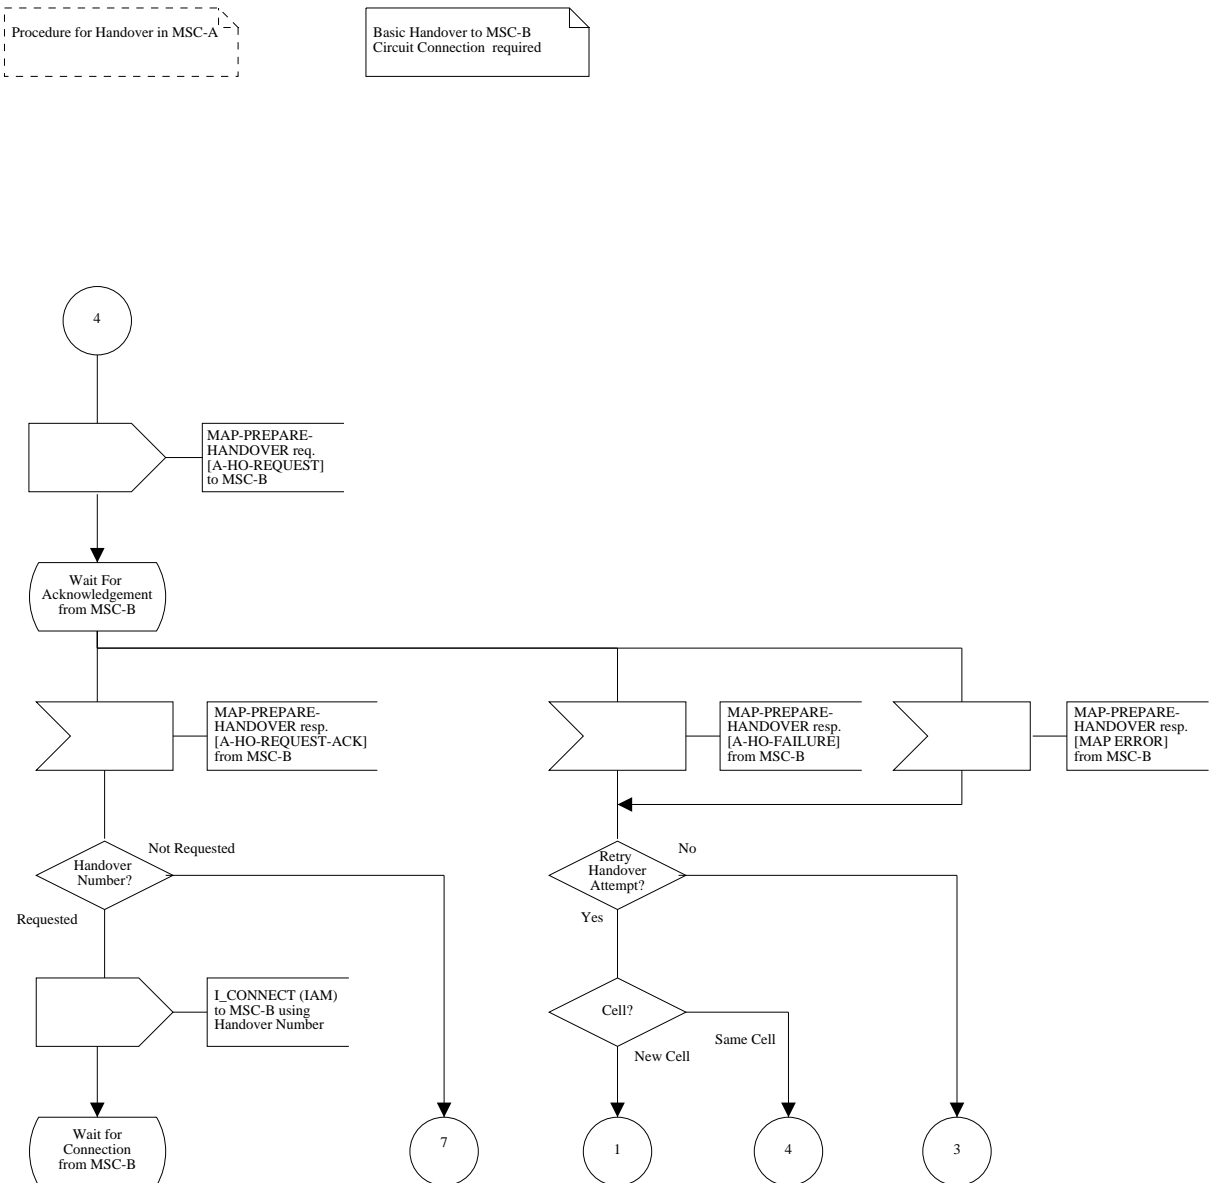 Procedure for Handover in MSC-A
Basic Handover to MSC-B
Circuit Connection required
4
MAP-PREPARE-
HANDOVER req.
[A-HO-REQUEST]
to MSC-B
Wait For
Acknowledgement
from MSC-B
MAP-PREPARE-
HANDOVER resp.
[A-HO-REQUEST-ACK]
from MSC-B
MAP-PREPARE-
HANDOVER resp.
[A-HO-FAILURE]
from MSC-B
MAP-PREPARE-
HANDOVER resp.
[MAP ERROR]
from MSC-B
Handover
Number?
Not Requested
Requested
Retry
Handover
Attempt?
No
Yes
I_CONNECT (IAM)
to MSC-B using
Handover Number
Cell?
Same Cell
New Cell
Wait for
Connection
from MSC-B
7
1
4
3